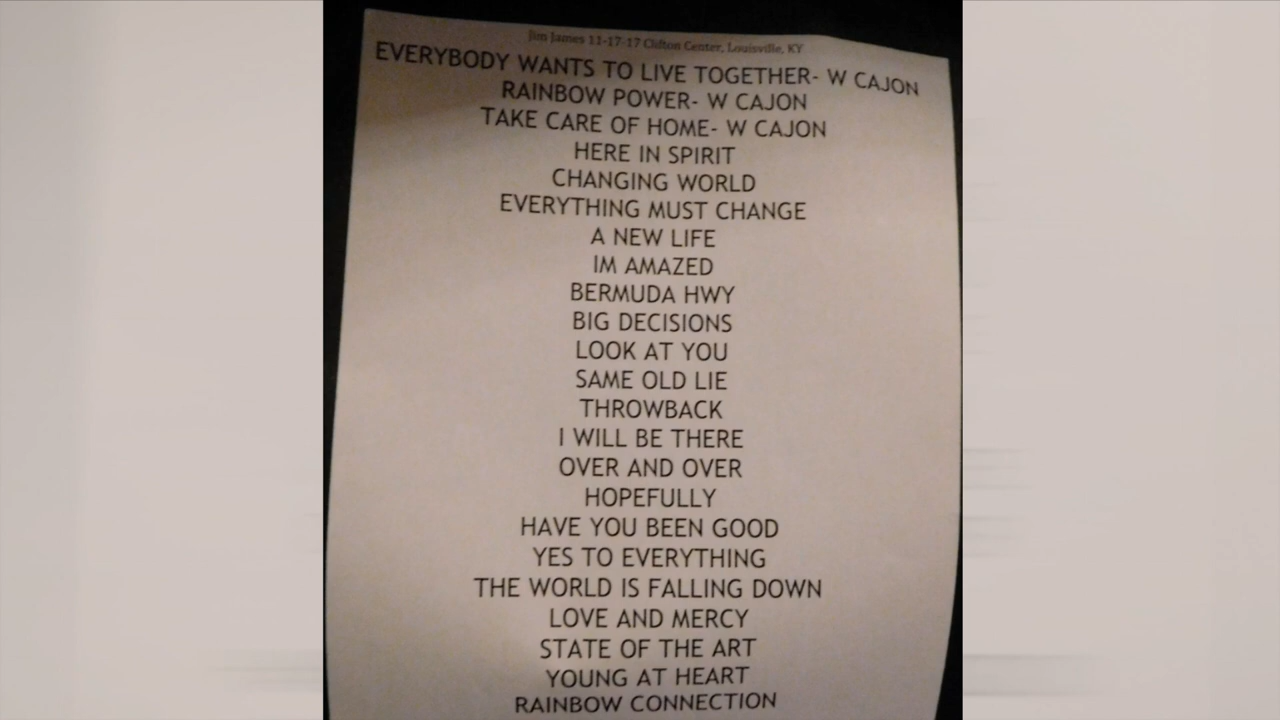 Jim James 11-17-17 Clifton Center, Louisville, KY
EVERYBODY WANTS TO LIVE TOGETHER- W CAJON
RAINBOW POWER- W CAJON
TAKE CARE OF HOME- W CAJON
HERE IN SPIRIT
CHANGING WORLD
EVERYTHING MUST CHANGE
A NEW LIFE
IM AMAZED
BERMUDA HWY
BIG DECISIONS
LOOK AT YOU
SAME OLD LIE
THROWBACK
I WILL BE THERE
OVER AND OVER
HOPEFULLY
HAVE YOU BEEN GOOD
YES TO EVERYTHING
THE WORLD IS FALLING DOWN
LOVE AND MERCY
STATE OF THE ART
YOUNG AT HEART
RAINBOW CONNECTION